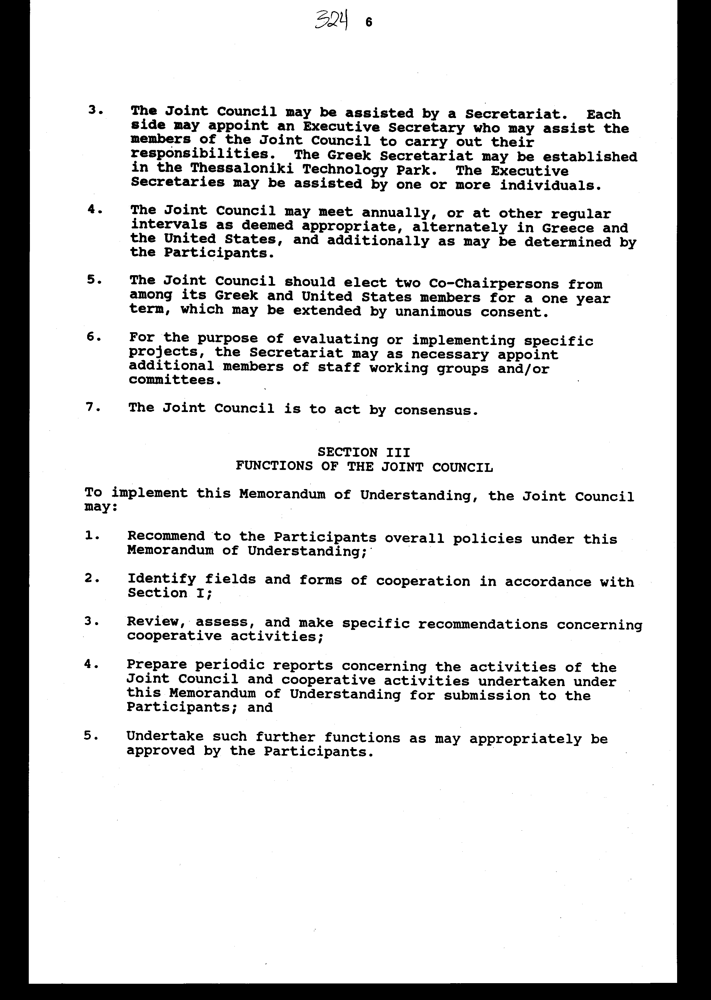 324 6
3. The Joint Council may be assisted by a Secretariat. Each
side may appoint an Executive Secretary who may assist the
members of the Joint Council to carry out their
responsibilities. The Greek Secretariat may be established
in the Thessaloniki Technology Park. The Executive
Secretaries may be assisted by one or more individuals.
4. The Joint Council may meet annually, or at other regular
intervals as deemed appropriate, alternately in Greece and
the United States, and additionally as may be determined by
the Participants.
5. The Joint Council should elect two Co-Chairpersons from
among its Greek and United States members for a one year
term, which may be extended by unanimous consent.
6. For the purpose of evaluating or implementing specific
projects, the Secretariat may as necessary appoint
additional members of staff working groups and/or
committees.
7. The Joint Council is to act by consensus.
SECTION III
FUNCTIONS OF THE JOINT COUNCIL
To implement this Memorandum of Understanding, the Joint Council
may:
1. Recommend to the Participants overall policies under this
Memorandum of Understanding;
2. Identify fields and forms of cooperation in accordance with
Section I;
3. Review, assess, and make specific recommendations concerning
cooperative activities;
4. Prepare periodic reports concerning the activities of the
Joint Council and cooperative activities undertaken under
this Memorandum of Understanding for submission to the
Participants; and
5. Undertake such further functions as may appropriately be
approved by the Participants.